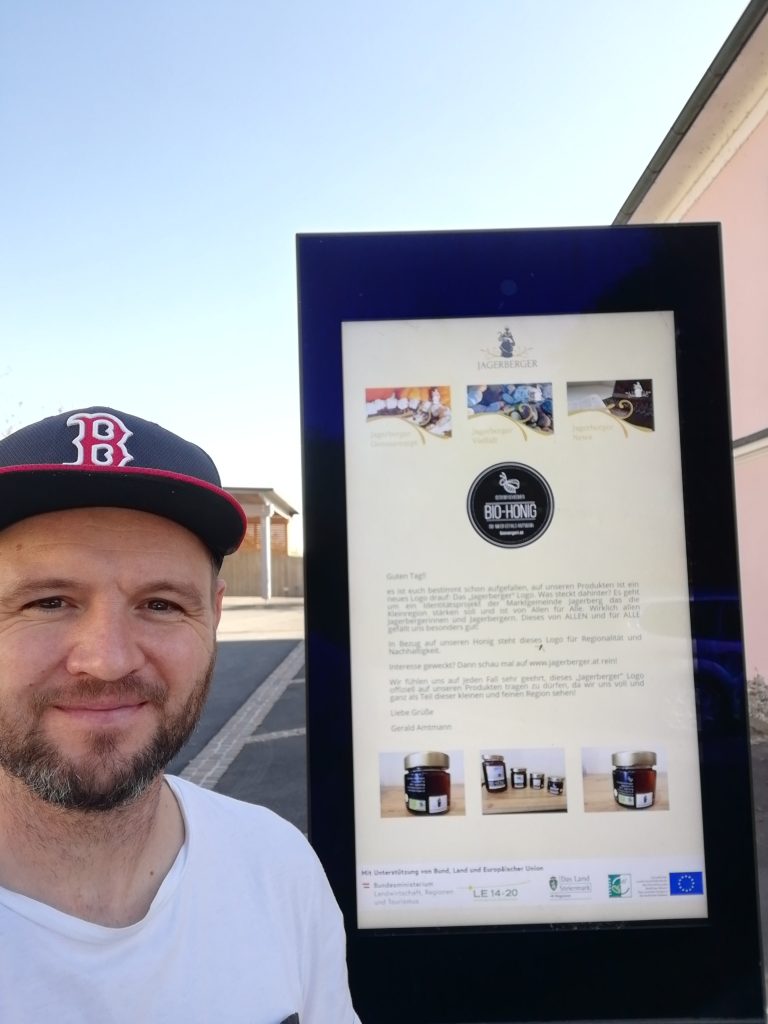 B
JAGERBERGER
Jagerberger
Jagerberger
Vielfalt
Jagerberger
News
BIO-HONIG
Guten Tag!!
es ist euch bestimmt schon aufgefallen, auf unseren Produkten ist ein
neues Logo drauf: Das „Jagerberger" Logo. Was steckt dahinter? Es geht
um ein Identitätsprojekt der Marktgemeinde Jagerberg das die
Kleinregion stärken soll und ist von Allen für Alle. Wirklich allen
Jagerbergerinnen und Jagerbergern. Dieses von ALLEN und für ALLE
gefällt uns besonders gut!
In Bezug auf unseren Honig steht dieses Logo für Regionalität und
Nachhaltigkeit.
Interesse geweckt? Dann schau mal auf www.jagerberger.at rein!
Wir fühlen uns auf jeden Fall sehr geehrt, dieses „Jagerberger" Logo
offiziell auf unseren Produkten tragen zu dürfen, da wir uns voll und
ganz als Teil dieser kleinen und feinen Region sehen!
Liebe Grüße
Gerald Amtmann
Mit Unterstützung von Bund, Land und Europäischer Union
Bundesministerium
Landwirtschaft, Regionen
und Tourismus
LE 14-20
Das Land
Steiermark